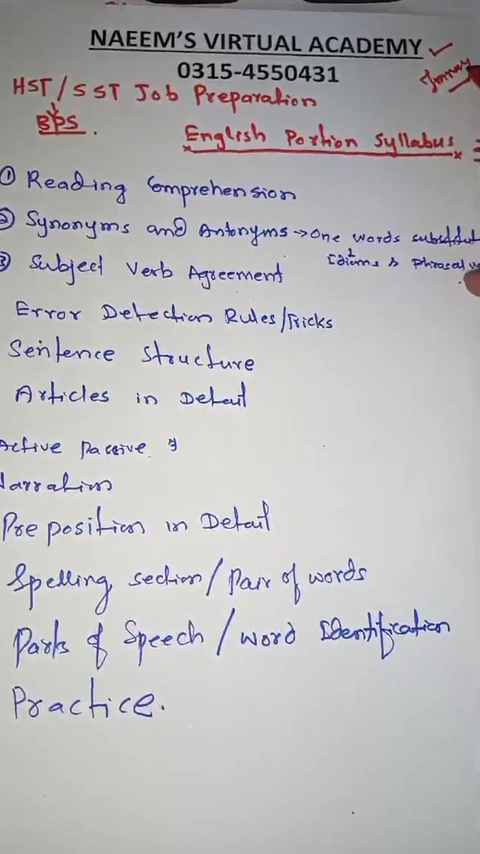 NAEEM'S VIRTUAL ACADEMY
0315-4550431
HST/SST Job Preparation
BPS.
English Portion Syllabus
① Reading Comprehension
② Synonyms and Antonyms → One words substitut
Idioms & Phrasal v
③ Subject Verb Agreement
Error Detection Rules/Tricks
Sentence Structure
Articles in Detail
Active Passive
Narration
Preposition in Detail
Spelling section/Pair of words
Parts of Speech/Word Identification
Practice.